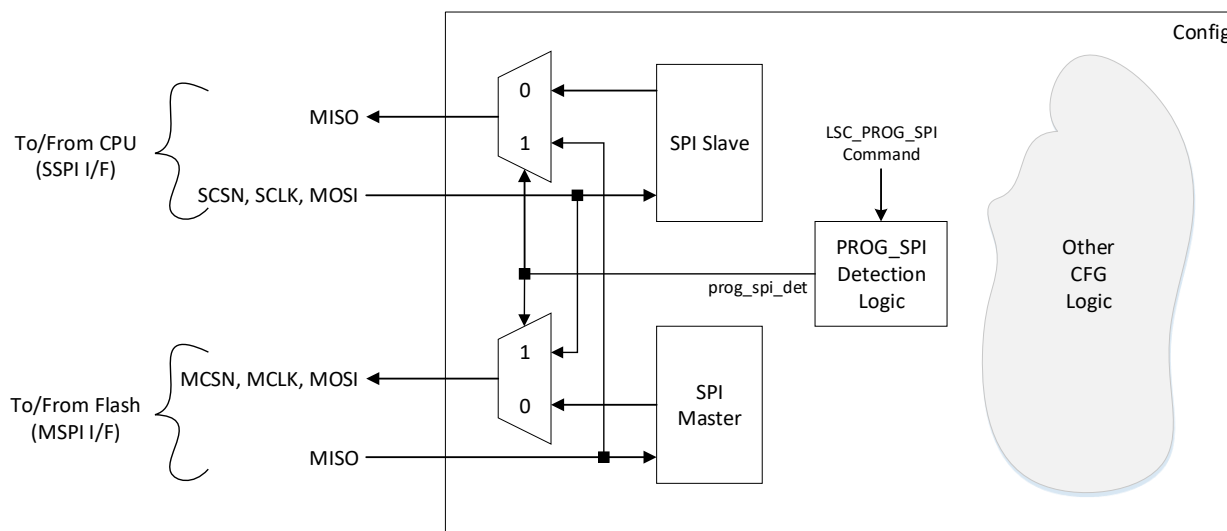 Config
To/From CPU
(SSPI I/F)
MISO
SCSN, SCLK, MOSI
0
1
SPI Slave
LSC_PROG_SPI
Command
PROG_SPI
Detection
Logic
prog_spi_det
Other
CFG
Logic
To/From Flash
(MSPI I/F)
MCSN, MCLK, MOSI
MISO
1
0
SPI
Master